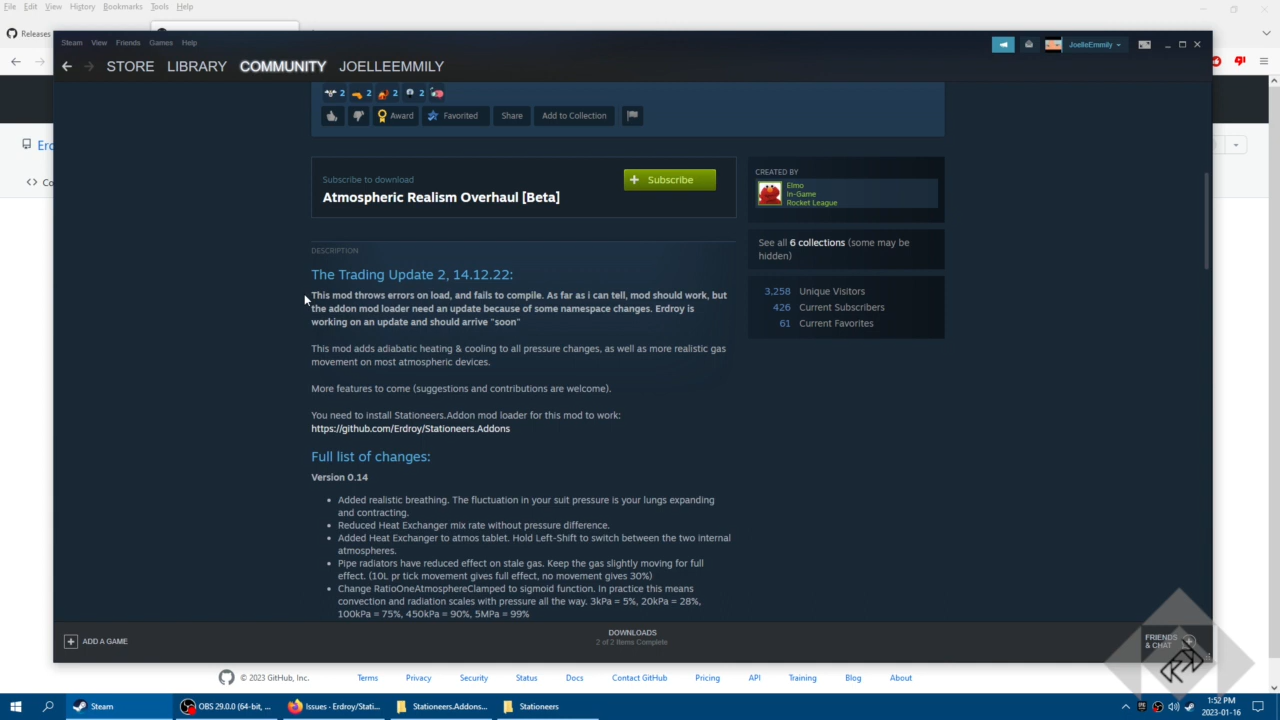 File Edit View History Bookmarks Tools Help
Releases
Steam View Friends Games Help
JoelleEmmily
STORE LIBRARY COMMUNITY JOELLEEMMILY
2 2 2 2
Award Favorited Share Add to Collection
Subscribe to download
Atmospheric Realism Overhaul [Beta]
+ Subscribe
CREATED BY
Elmo
In-Game
Rocket League
See all 6 collections (some may be
hidden)
3,258 Unique Visitors
426 Current Subscribers
61 Current Favorites
DESCRIPTION
The Trading Update 2, 14.12.22:
This mod throws errors on load, and fails to compile. As far as i can tell, mod should work, but
the addon mod loader need an update because of some namespace changes. Erdroy is
working on an update and should arrive "soon"
This mod adds adiabatic heating & cooling to all pressure changes, as well as more realistic gas
movement on most atmospheric devices.
More features to come (suggestions and contributions are welcome).
You need to install Stationeers.Addon mod loader for this mod to work:
https://github.com/Erdroy/Stationeers.Addons
Full list of changes:
Version 0.14
• Added realistic breathing. The fluctuation in your suit pressure is your lungs expanding
and contracting.
• Reduced Heat Exchanger mix rate without pressure difference.
• Added Heat Exchanger to atmos tablet. Hold Left-Shift to switch between the two internal
atmospheres.
• Pipe radiators have reduced effect on stale gas. Keep the gas slightly moving for full
effect. (10L pr tick movement gives full effect, no movement gives 30%)
• Change RatioOneAtmosphereClamped to sigmoid function. In practice this means
convection and radiation scales with pressure all the way. 3kPa = 5%, 20kPa = 28%,
100kPa = 75%, 450kPa = 90%, 5MPa = 99%
+ ADD A GAME
DOWNLOADS
2 of 2 Items Complete
FRIENDS
& CHAT
Erd
<> Co
© 2023 GitHub, Inc. Terms Privacy Security Status Docs Contact GitHub Pricing API Training Blog About
Steam
OBS 29.0.0 (64-bit, ...
Issues · Erdroy/Stati...
Stationeers.Addons...
Stationeers
1:52 PM
2023-01-16